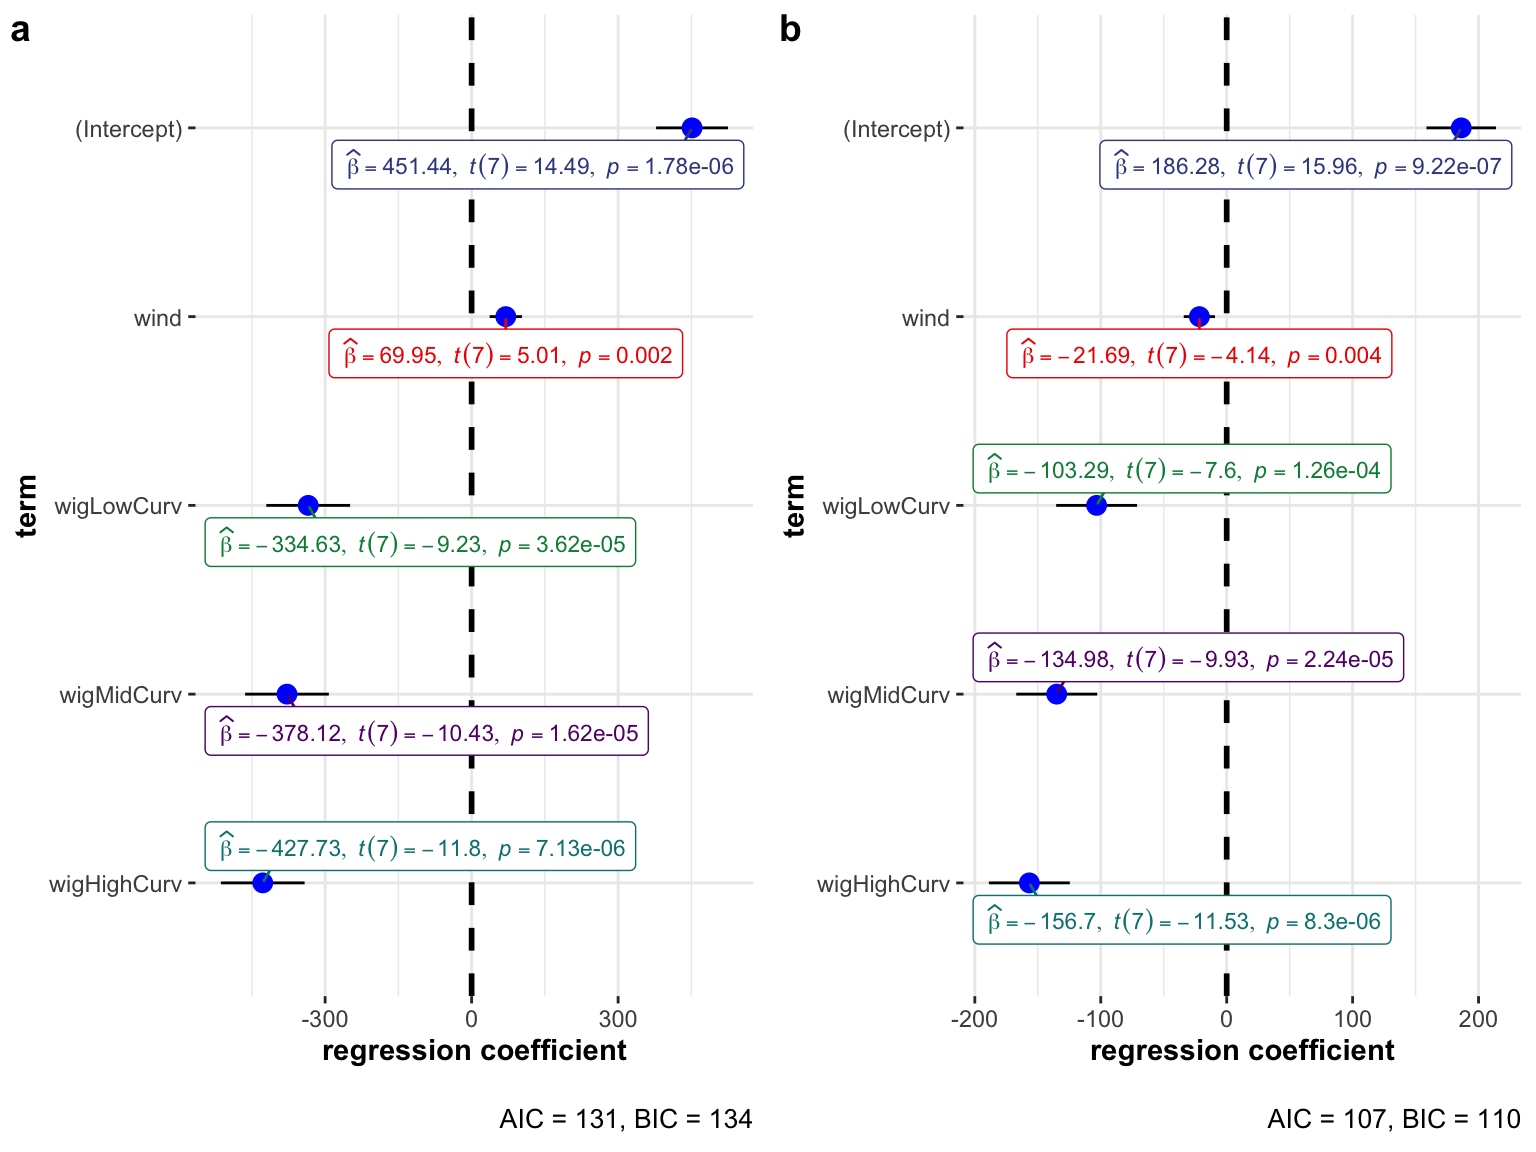 a
(Intercept)
β̂ = 451.44, t(7) = 14.49, p = 1.78e-06
wind
β̂ = 69.95, t(7) = 5.01, p = 0.002
wigLowCurv
β̂ = −334.63, t(7) = −9.23, p = 3.62e-05
wigMidCurv
β̂ = −378.12, t(7) = −10.43, p = 1.62e-05
β̂ = −427.73, t(7) = −11.8, p = 7.13e-06
wigHighCurv
term
-300 0 300
regression coefficient
AIC = 131, BIC = 134
b
(Intercept)
β̂ = 186.28, t(7) = 15.96, p = 9.22e-07
wind
β̂ = −21.69, t(7) = −4.14, p = 0.004
β̂ = −103.29, t(7) = −7.6, p = 1.26e-04
wigLowCurv
β̂ = −134.98, t(7) = −9.93, p = 2.24e-05
wigMidCurv
wigHighCurv
β̂ = −156.7, t(7) = −11.53, p = 8.3e-06
term
-200 -100 0 100 200
regression coefficient
AIC = 107, BIC = 110